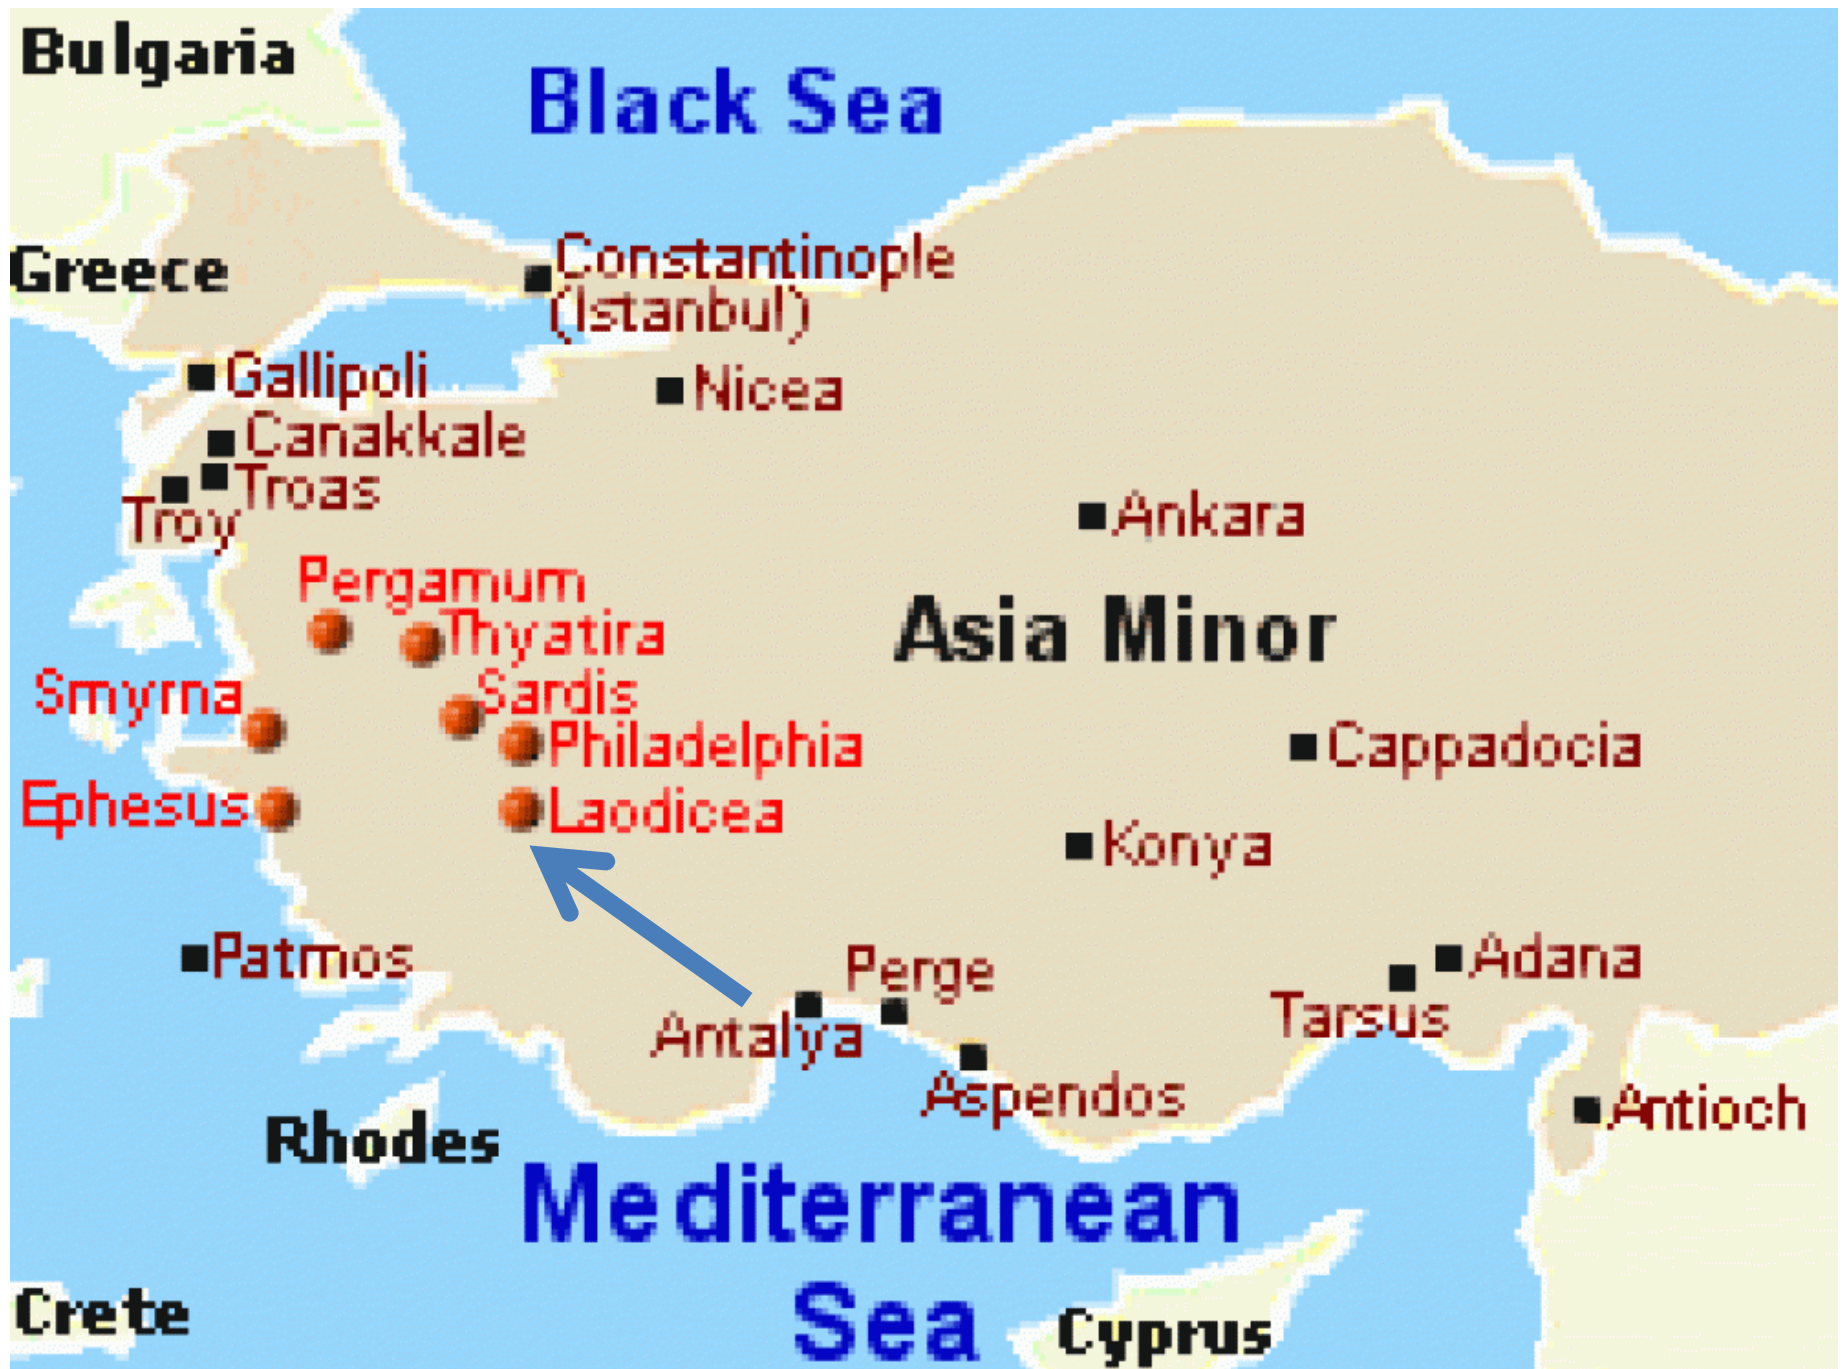 Bulgaria
Black Sea
Greece
Constantinople
(Istanbul)
Gallipoli
Nicea
Canakkale
Troas
Troy
Ankara
Pergamum
Thyatira
Asia Minor
Smyrna
Sardis
Philadelphia
Cappadocia
Ephesus
Laodicea
Konya
Patmos
Perge
Adana
Tarsus
Antalya
Aspendos
Antioch
Rhodes
Mediterranean
Sea
Crete
Cyprus